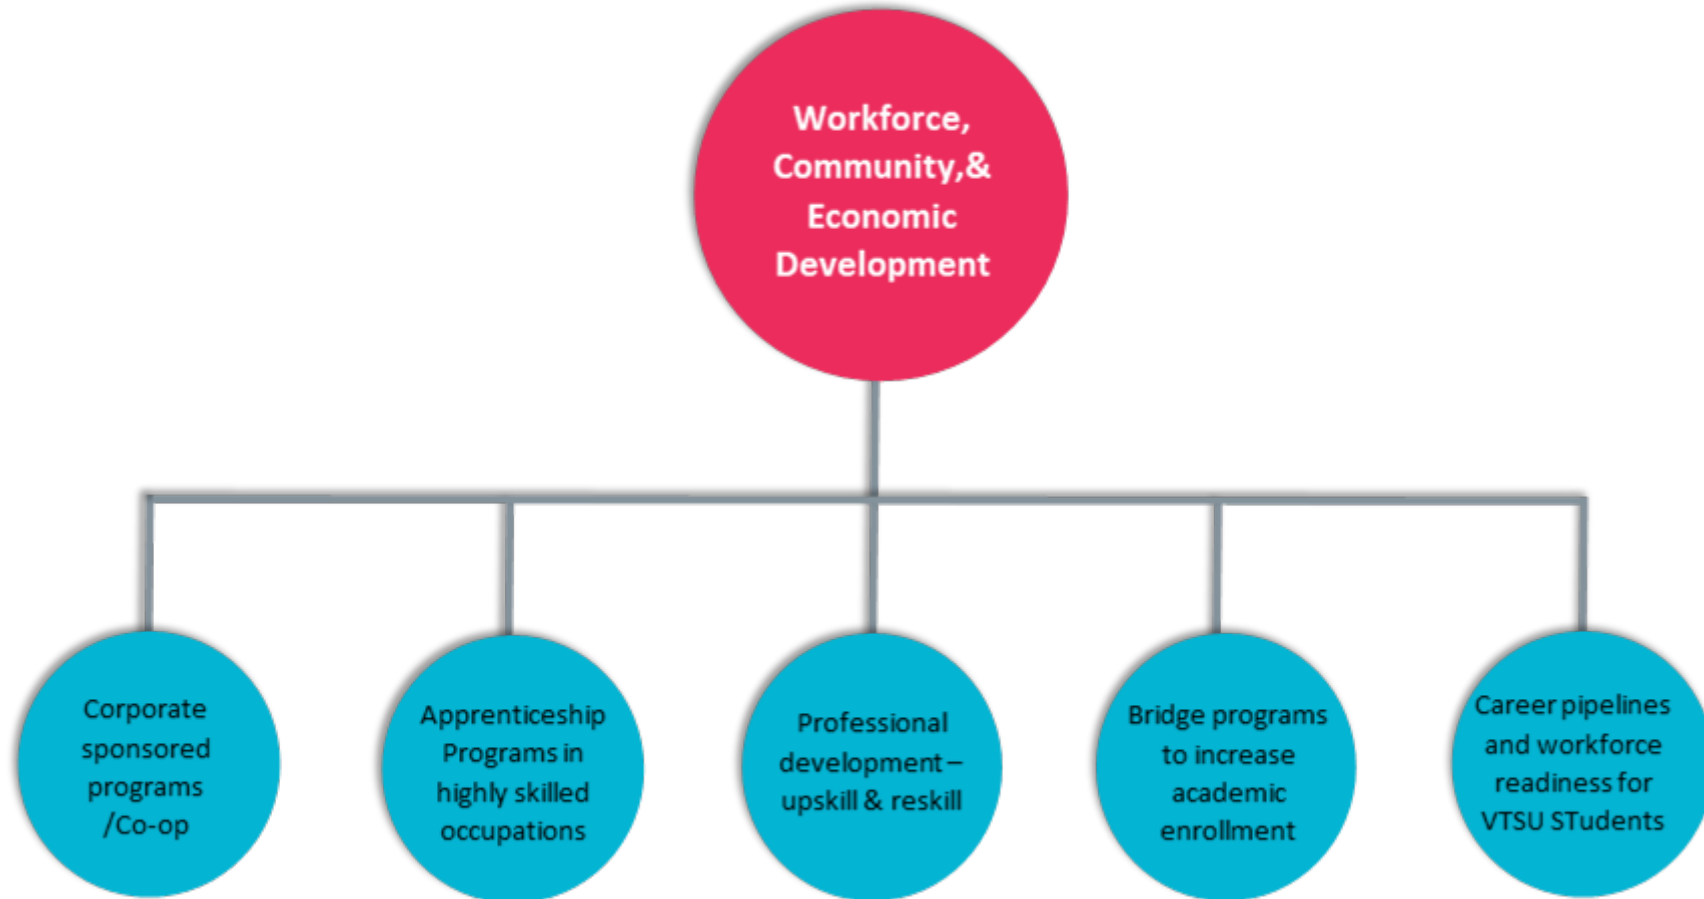 Workforce,
Community,&
Economic
Development
Corporate
sponsored
programs
/Co-op
Apprenticeship
Programs in
highly skilled
occupations
Professional
development –
upskill & reskill
Bridge programs
to increase
academic
enrollment
Career pipelines
and workforce
readiness for
VTSU STudents